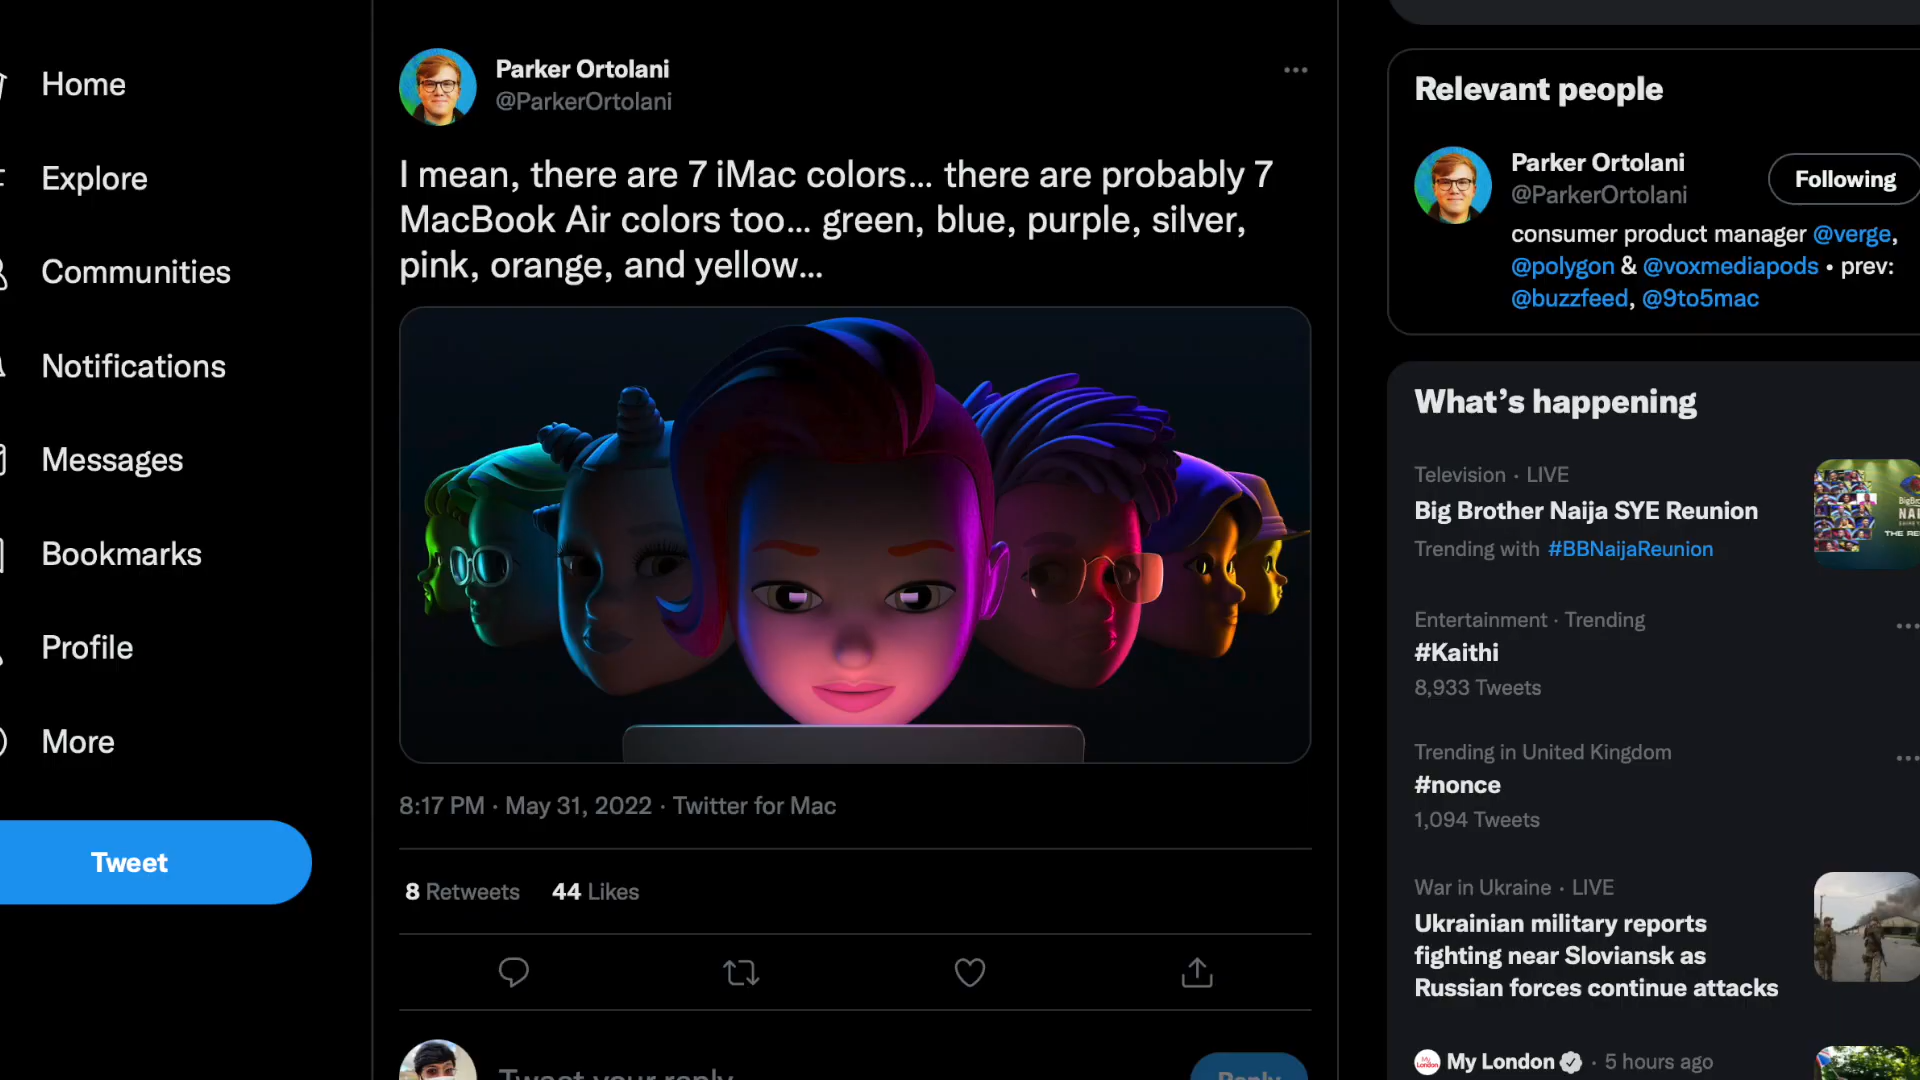 Home
Explore
Communities
Notifications
Messages
Bookmarks
Profile
More
Tweet
Parker Ortolani
@ParkerOrtolani
I mean, there are 7 iMac colors... there are probably 7
MacBook Air colors too... green, blue, purple, silver,
pink, orange, and yellow...
8:17 PM · May 31, 2022 · Twitter for Mac
8 Retweets 44 Likes
Tweet your reply
Reply
Relevant people
Parker Ortolani
@ParkerOrtolani
Following
consumer product manager @verge,
@polygon & @voxmediapods • prev:
@buzzfeed, @9to5mac
What's happening
Television · LIVE
Big Brother Naija SYE Reunion
Trending with #BBNaijaReunion
Entertainment · Trending
#Kaithi
8,933 Tweets
Trending in United Kingdom
#nonce
1,094 Tweets
War in Ukraine · LIVE
Ukrainian military reports
fighting near Sloviansk as
Russian forces continue attacks
My London · 5 hours ago